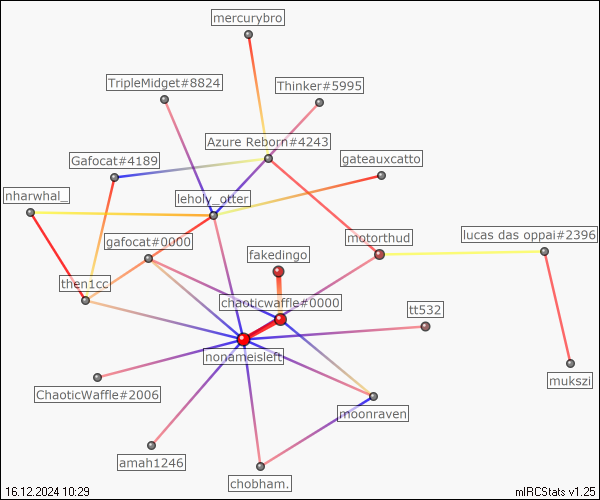 mercurybro
TripleMidget#8824
Thinker#5995
Azure Reborn#4243
Gafocat#4189
gateauxcatto
nharwhal_
leholy_otter
gafocat#0000
motorthud
lucas das oppai#2396
fakedingo
then1cc
chaoticwaffle#0000
tt532
nonameisleft
mukszi
ChaoticWaffle#2006
moonraven
amah1246
chobham.
16.12.2024 10:29
mIRCStats v1.25